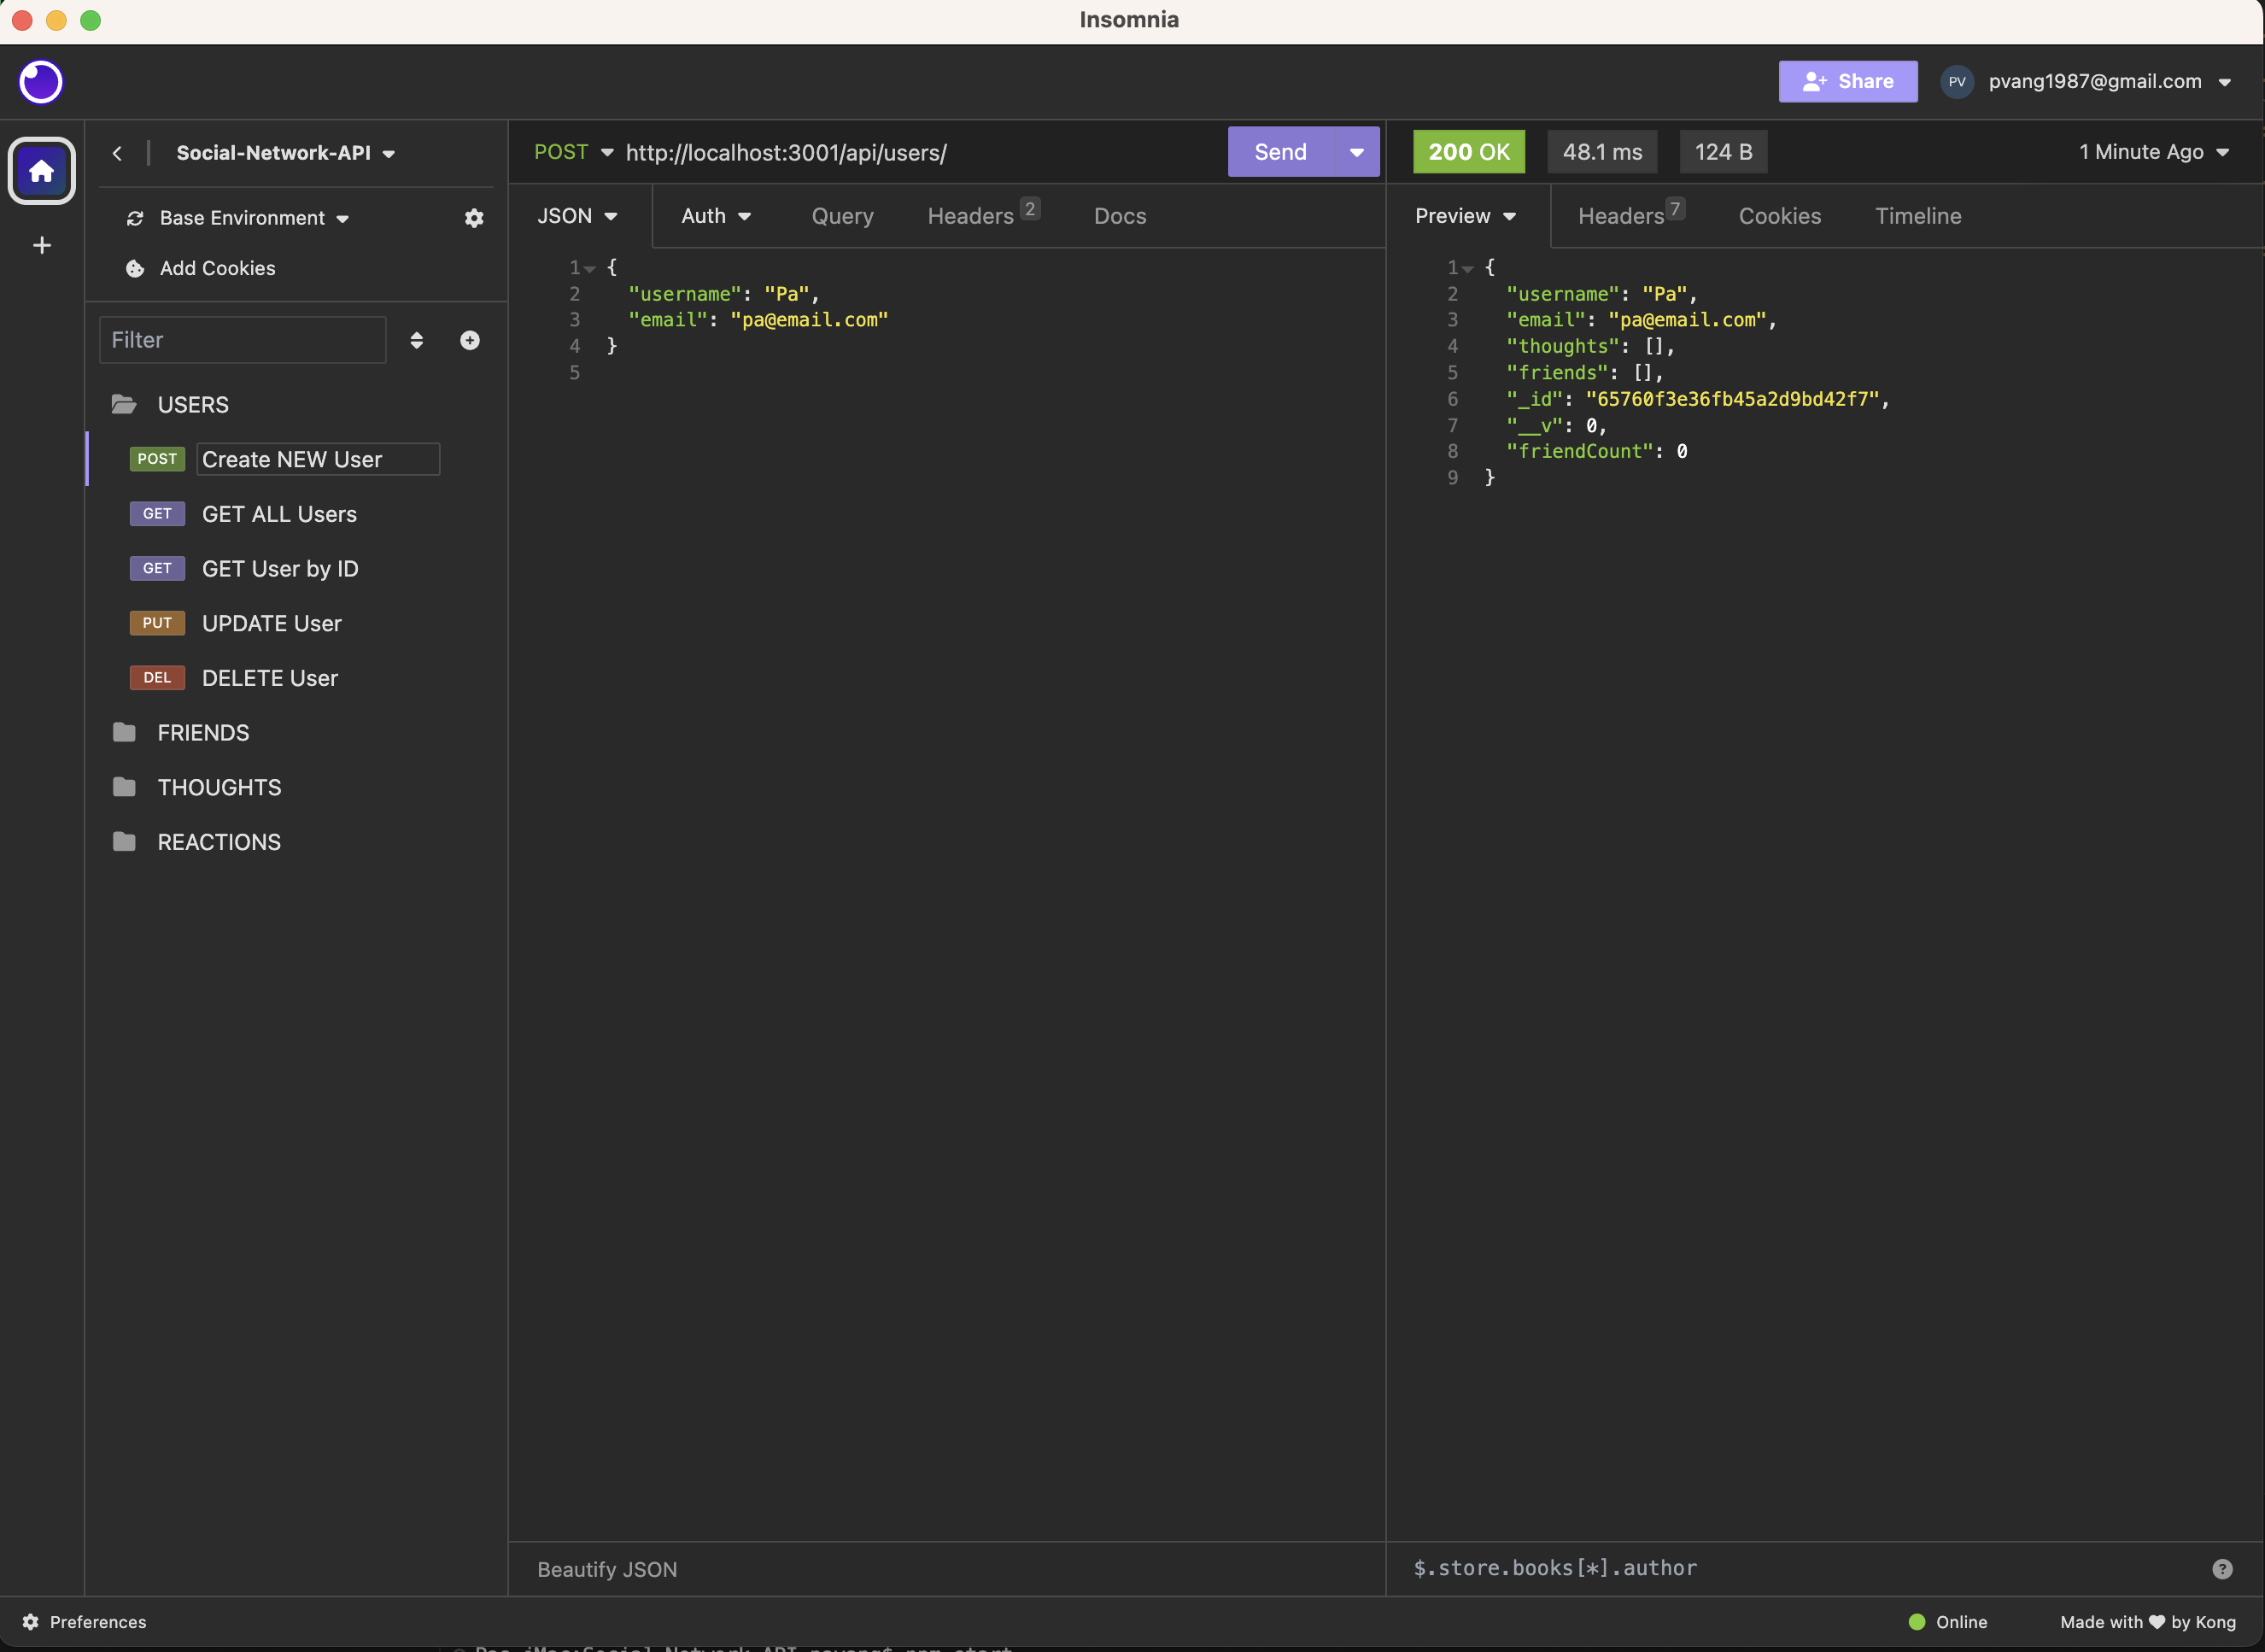 Insomnia
Share
PV
pvang1987@gmail.com
Social-Network-API
POST http://localhost:3001/api/users/
Send
200 OK
48.1 ms
124 B
1 Minute Ago
Base Environment
Add Cookies
Filter
USERS
POST Create NEW User
GET GET ALL Users
GET GET User by ID
PUT UPDATE User
DEL DELETE User
FRIENDS
THOUGHTS
REACTIONS
JSON
Auth
Query
Headers 2
Docs
1 {
2 "username": "Pa",
3 "email": "pa@email.com"
4 }
5
Beautify JSON
Preview
Headers 7
Cookies
Timeline
1 {
2 "username": "Pa",
3 "email": "pa@email.com",
4 "thoughts": [],
5 "friends": [],
6 "_id": "65760f3e36fb45a2d9bd42f7",
7 "__v": 0,
8 "friendCount": 0
9 }
$.store.books[*].author
Preferences
Online
Made with ♥ by Kong